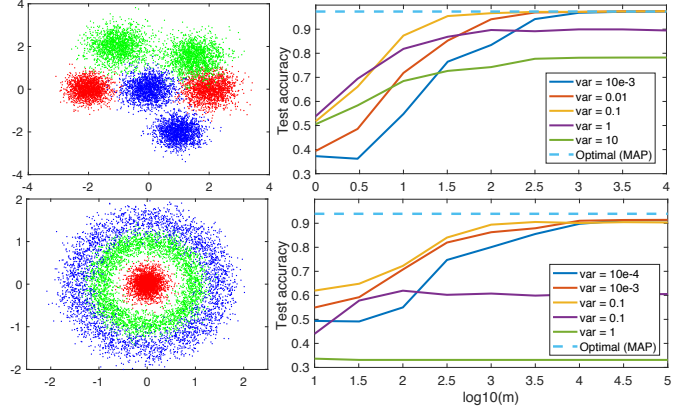 4
2
0
-2
-4
-4 -2 0 2 4
Test accuracy
0.9
0.8
0.7
0.6
0.5
0.4
0.3
0 0.5 1 1.5 2 2.5 3 3.5 4
var = 10e-3
var = 0.01
var = 0.1
var = 1
var = 10
Optimal (MAP)
2
1
0
-1
-2
-2 -1 0 1 2
Test accuracy
0.9
0.8
0.7
0.6
0.5
0.4
0.3
1 1.5 2 2.5 3 3.5 4 4.5 5
log10(m)
var = 10e-4
var = 10e-3
var = 0.1
var = 0.1
var = 1
Optimal (MAP)